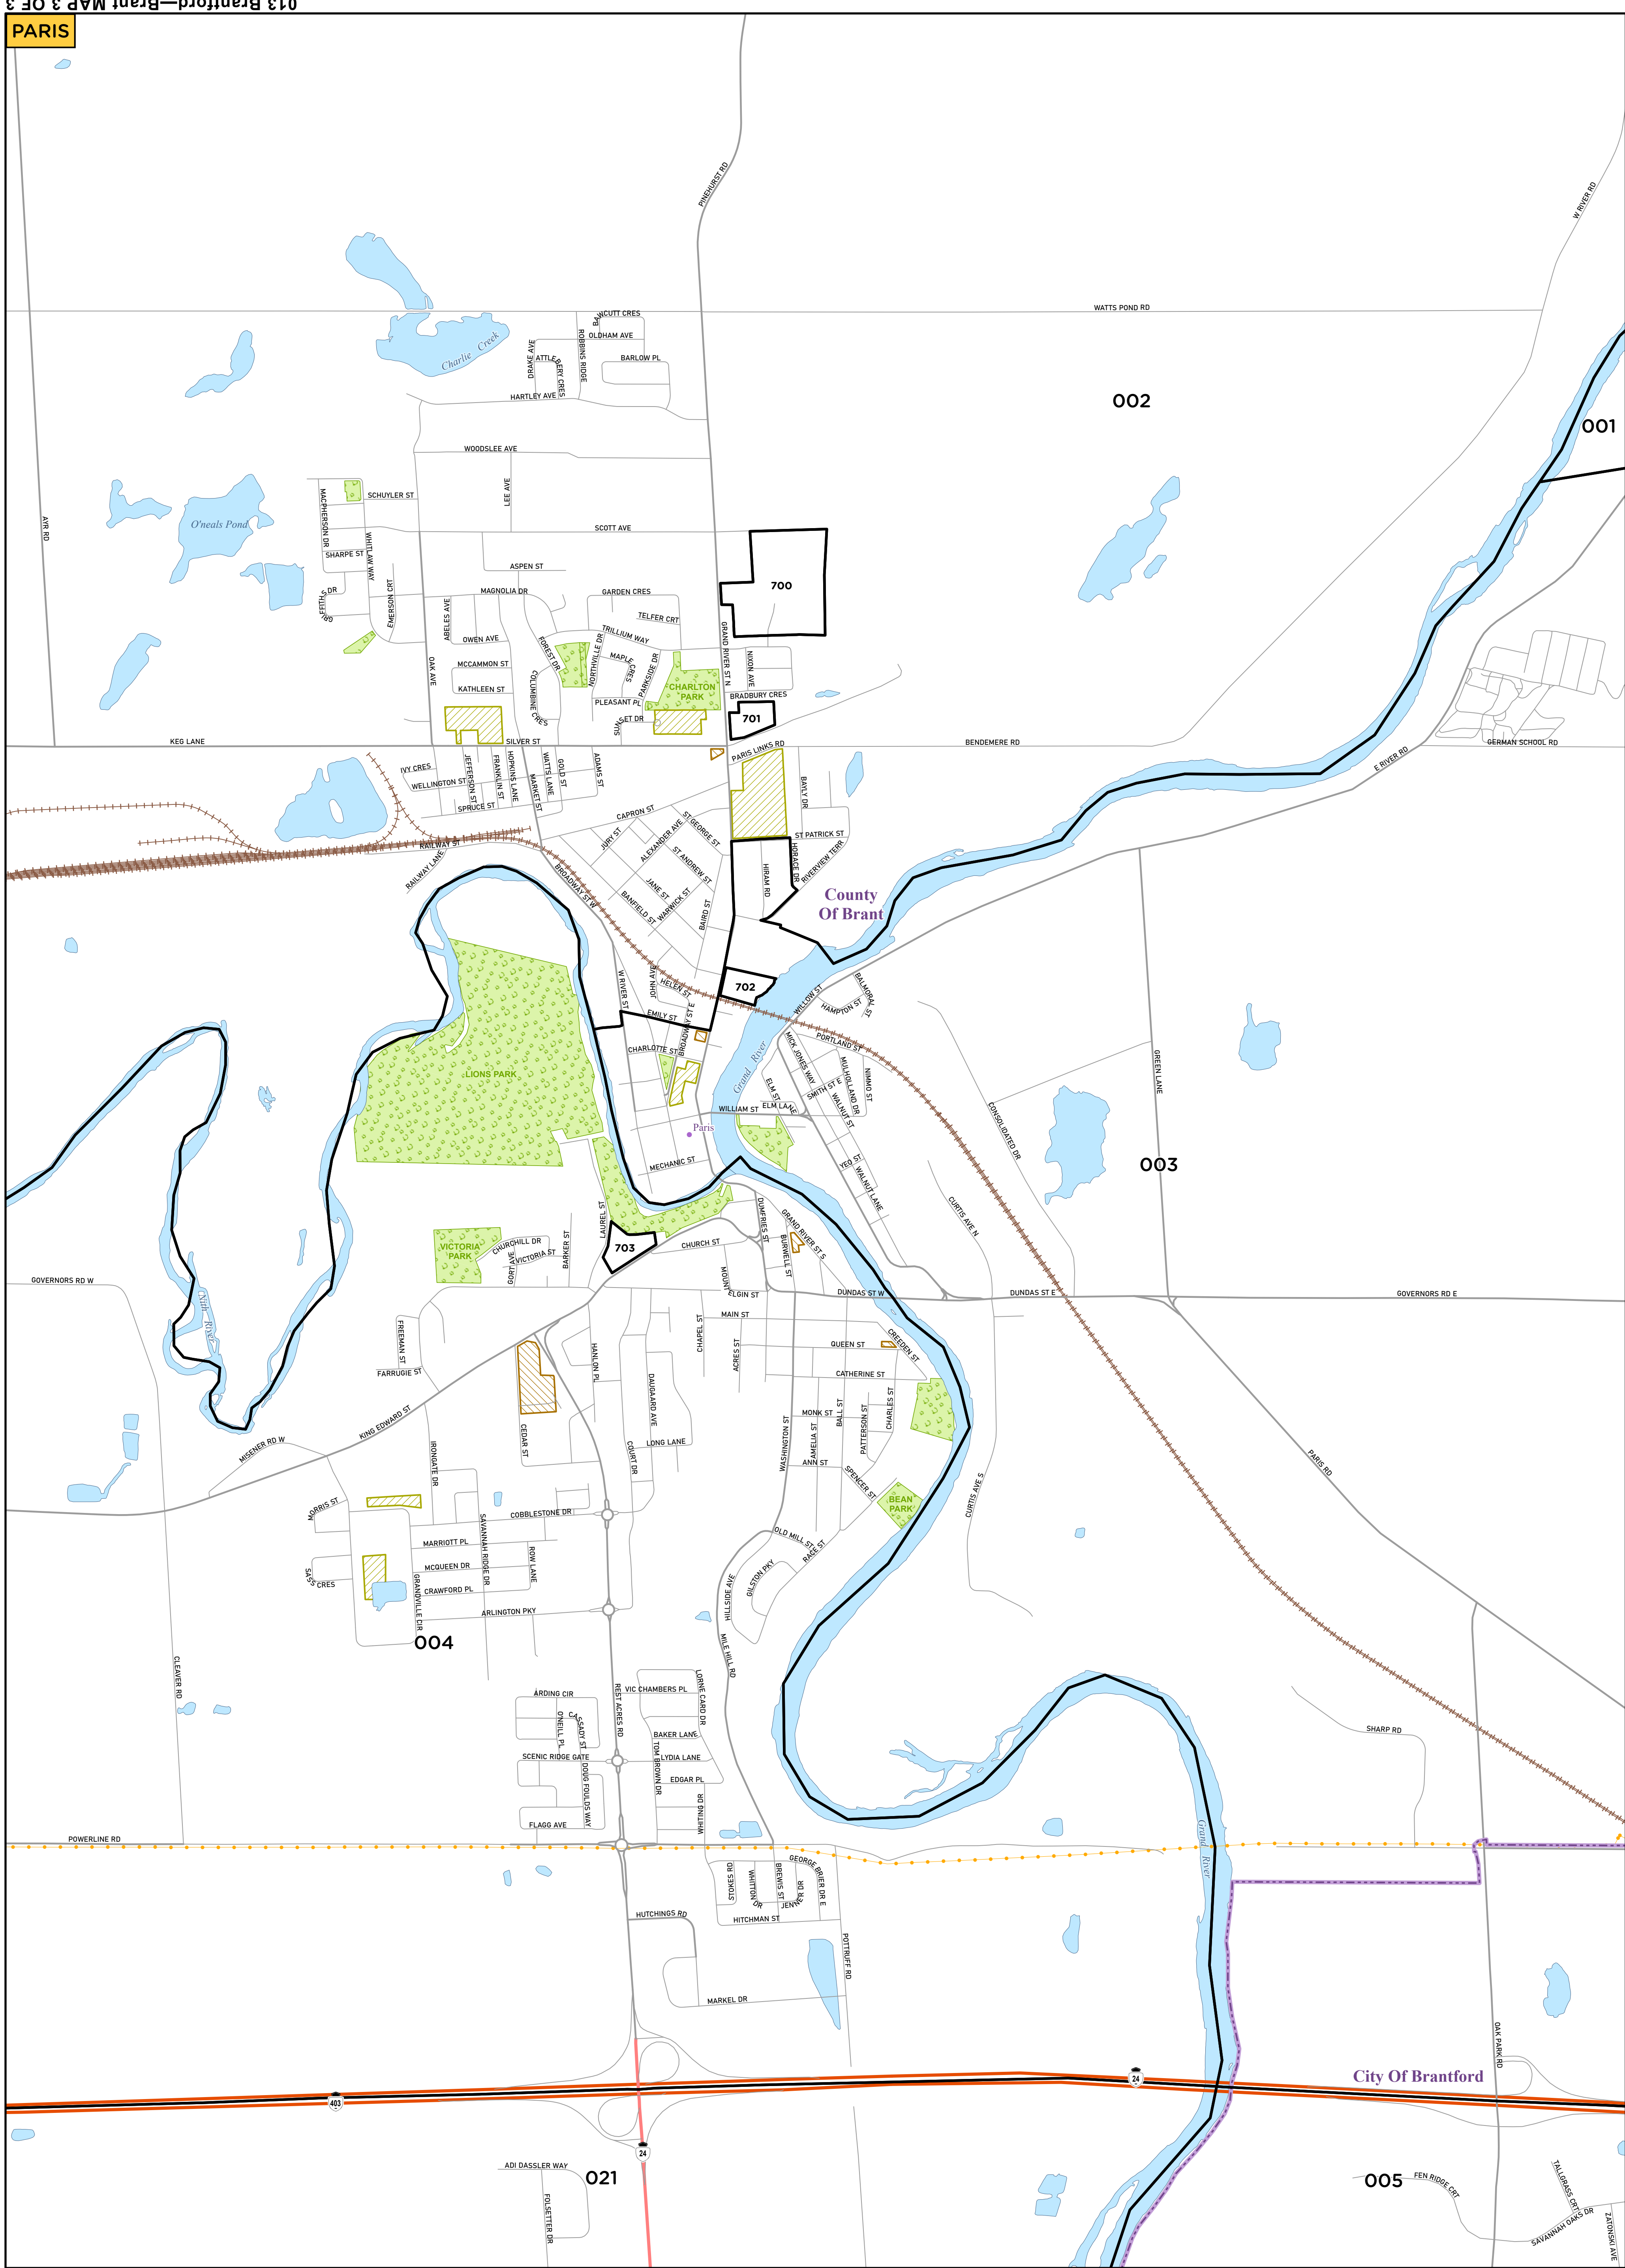 013 Brantford—Brant MAP 3 OF 3
PARIS
PINEHURST RD
W RIVER RD
WATTS POND RD
Charlie Creek
BAWCUTT CRES
OLDHAM AVE
ROBBINS RIDGE
DRAKE AVE
ATTLEBERY CRES
BARLOW PL
HARTLEY AVE
002
001
WOODSLEE AVE
LEE AVE
SCHUYLER ST
MACPHERSON DR
O'neals Pond
AYR RD
SCOTT AVE
WHITLAW WAY
SHARPE ST
ASPEN ST
700
GRIFFITHS DR
EMERSON CRT
MAGNOLIA DR
GARDEN CRES
ABELES AVE
TELFER CRT
TRILLIUM WAY
OWEN AVE
FOREST DR
NORTHVILLE DR
MAPLE CRES
PARKSIDE DR
GRAND RIVER ST N
NIXON AVE
OAK AVE
MCCAMMON ST
KATHLEEN ST
COLUMBINE CRES
CHARLTON
PARK
PLEASANT PL
BRADBURY CRES
SUNSET DR
701
KEG LANE
SILVER ST
PARIS LINKS RD
BENDEMERE RD
GERMAN SCHOOL RD
E RIVER RD
IVY CRES
WELLINGTON ST
JEFFERSON ST
FRANKLIN ST
HOPKINS LANE
MARKET ST
WATTS LANE
GOLD ST
ADAMS ST
BAYLY DR
SPRUCE ST
CAPRON ST
ST GEORGE ST
JURY ST
ALEXANDER AVE
ST PATRICK ST
RAILWAY ST
RAILWAY LANE
BROADWAY ST W
ST ANDREW ST
JANE ST
WARWICK ST
BANFIELD ST
BAIRD ST
HIRAM RD
HORACE DR
RIVERVIEW TERR
County
Of Brant
W RIVER ST
JOHN AVE
HELEN ST
702
WILLOW ST
BALMORAL ST
HAMPTON ST
EMILY ST
BROADWAY ST E
CHARLOTTE ST
PORTLAND ST
MICK JONES WAY
MULHOLLAND DR
NIMMO ST
Grand River
LIONS PARK
ELM ST
SMITH ST E
WALNUT ST
WILLIAM ST
ELM LANE
CONSOLIDATED DR
GREEN LANE
Paris
003
MECHANIC ST
YEO ST
WALNUT LANE
CURTIS AVE N
LAUREL ST
DUMFRIES ST
GRAND RIVER ST S
BURWELL ST
VICTORIA
PARK
CHURCHILL DR
GORT AVE
VICTORIA ST
BARKER ST
703
CHURCH ST
MOUNT ELGIN ST
GOVERNORS RD W
Nith River
DUNDAS ST W
DUNDAS ST E
GOVERNORS RD E
FREEMAN ST
FARRUGIE ST
HANLON PL
CHAPEL ST
MAIN ST
ACRES ST
QUEEN ST
CREEDEN ST
CATHERINE ST
DAUGAARD AVE
KING EDWARD ST
MISENER RD W
IRONGATE DR
CEDAR ST
COURT DR
LONG LANE
WASHINGTON ST
MONK ST
AMELIA ST
BALL ST
PATTERSON ST
CHARLES ST
ANN ST
SPENCER ST
PARIS RD
CURTIS AVE S
BEAN
PARK
MORRIS ST
COBBLESTONE DR
SAVANNAH RIDGE DR
MARRIOTT PL
MCQUEEN DR
ROW LANE
CRAWFORD PL
SASS CRES
GRANDVILLE CIR
ARLINGTON PKY
OLD MILL ST
RACE ST
GILSTON PKY
HILLSIDE AVE
004
MILE HILL RD
CLEAVER RD
REST ACRES RD
VIC CHAMBERS PL
LORNE CARD DR
ARDING CIR
O'NEILL PL
CASSADY ST
BAKER LANE
TOM BROWN DR
LYDIA LANE
SCENIC RIDGE GATE
DOUG FOULDS WAY
EDGAR PL
WHITING DR
FLAGG AVE
SHARP RD
Grand River
POWERLINE RD
STOKES RD
WHITTON DR
BREWIS ST
GEORGE BRIER DR E
JENNER DR
HITCHMAN ST
HUTCHINGS RD
POTTRUFF RD
MARKEL DR
OAK PARK RD
City Of Brantford
403
24
24
ADI DASSLER WAY
021
FOLSETTER DR
005
FEN RIDGE CRT
TALLGRASS CRT
SAVANNAH OAKS DR
ZATONSKI AVE